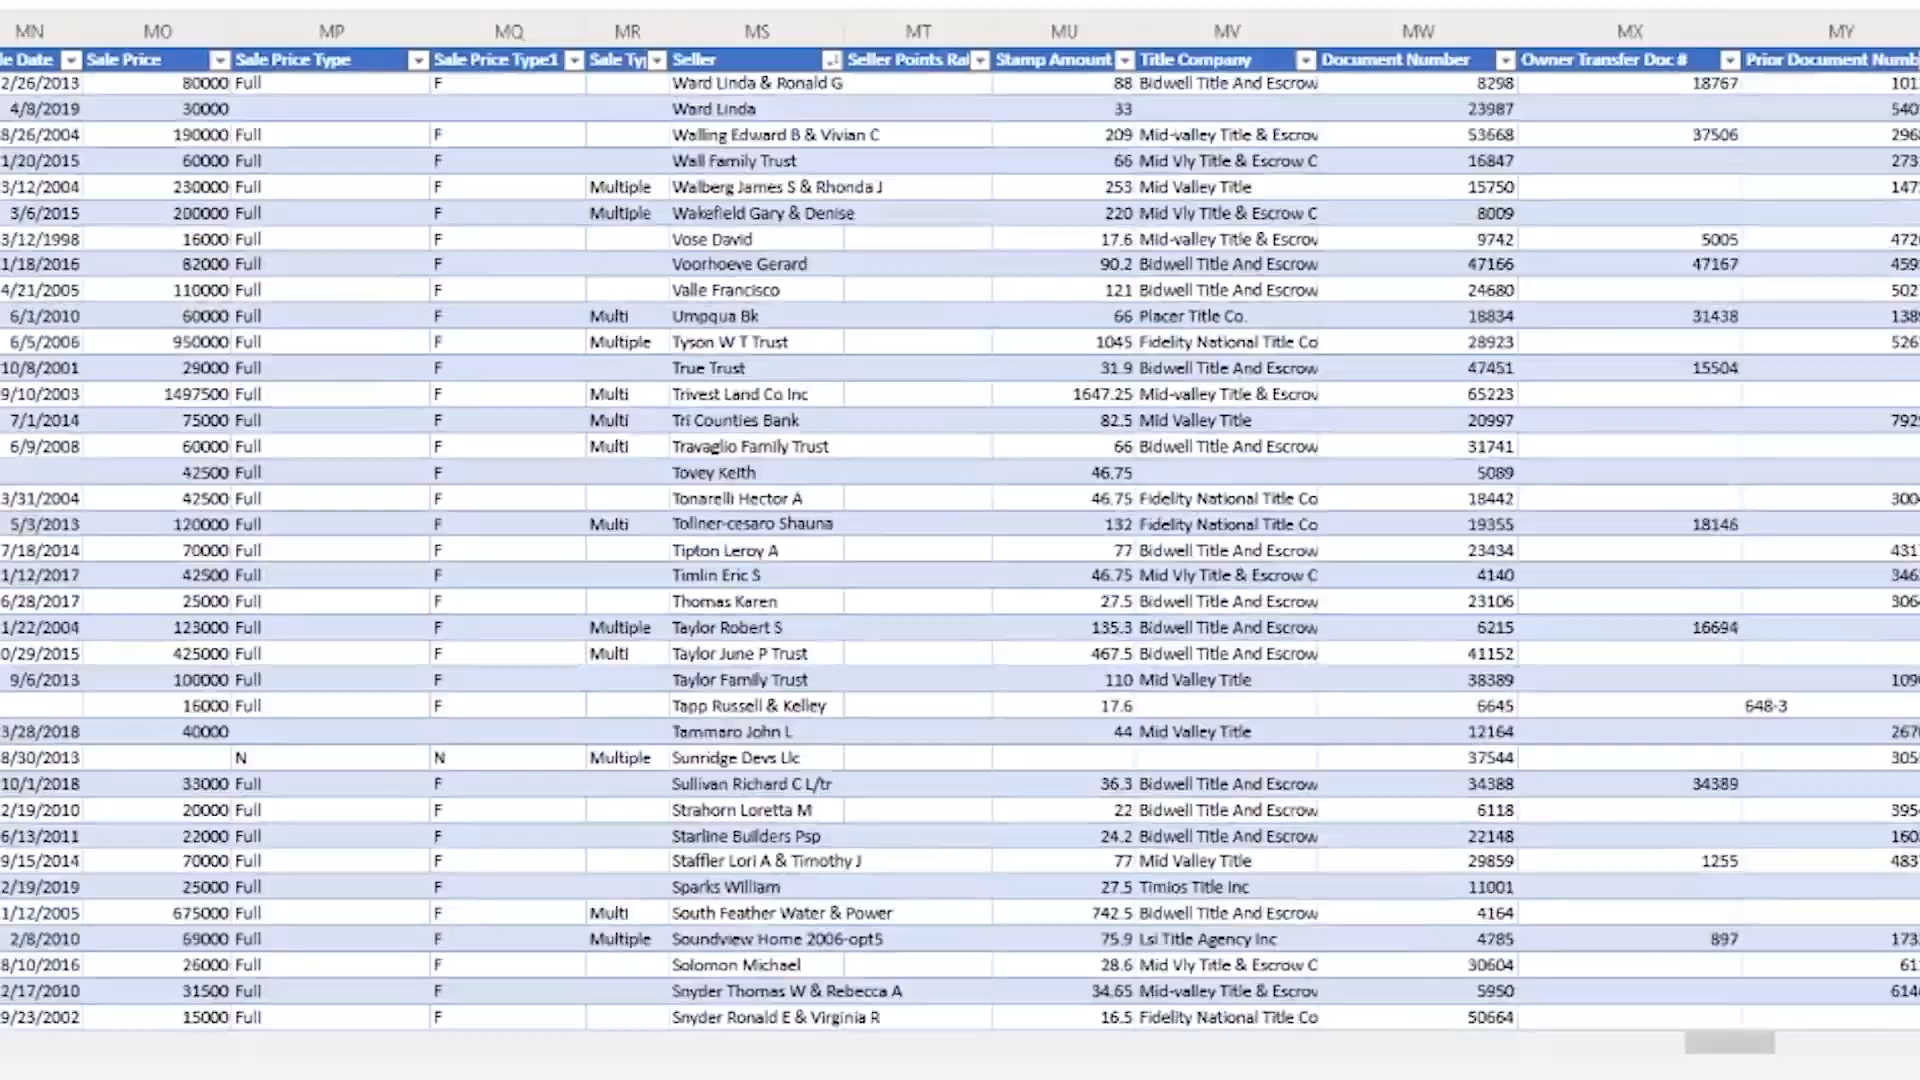 MN MO MP MQ MR MS MT MU MV MW MX MY
le Date Sale Price Sale Price Type Sale Price Type1 Sale Typ Seller Seller Points Rat Stamp Amount Title Company Document Number Owner Transfer Doc # Prior Document Numb
2/26/2013 80000 Full F Ward Linda & Ronald G 88 Bidwell Title And Escrow 8298 18767 101
4/8/2019 30000 Ward Linda 33 23987 540
8/26/2004 190000 Full F Walling Edward B & Vivian C 209 Mid-valley Title & Escrov 53668 37506 296
1/20/2015 60000 Full F Wall Family Trust 66 Mid Vly Title & Escrow C 16847 273
3/12/2004 230000 Full F Multiple Walberg James S & Rhonda J 253 Mid Valley Title 15750 147
3/6/2015 200000 Full F Multiple Wakefield Gary & Denise 220 Mid Vly Title & Escrow C 8009
3/12/1998 16000 Full F Vose David 17.6 Mid-valley Title & Escrov 9742 5005 472
1/18/2016 82000 Full F Voorhoeve Gerard 90.2 Bidwell Title And Escrow 47166 47167 459
4/21/2005 110000 Full F Valle Francisco 121 Bidwell Title And Escrow 24680 502
6/1/2010 60000 Full F Multi Umpqua Bk 66 Placer Title Co. 18834 31438 138
6/5/2006 950000 Full F Multiple Tyson W T Trust 1045 Fidelity National Title Co 28923 526
10/8/2001 29000 Full F True Trust 31.9 Bidwell Title And Escrow 47451 15504
9/10/2003 1497500 Full F Multi Trivest Land Co Inc 1647.25 Mid-valley Title & Escrov 65223
7/1/2014 75000 Full F Multi Tri Counties Bank 82.5 Mid Valley Title 20997 792
6/9/2008 60000 Full F Multi Travaglio Family Trust 66 Bidwell Title And Escrow 31741
42500 Full F Tovey Keith 46.75 5089
3/31/2004 42500 Full F Tonarelli Hector A 46.75 Fidelity National Title Co 18442 300
5/3/2013 120000 Full F Multi Tollner-cesaro Shauna 132 Fidelity National Title Co 19355 18146
7/18/2014 70000 Full F Tipton Leroy A 77 Bidwell Title And Escrow 23434 431
1/12/2017 42500 Full F Timlin Eric S 46.75 Mid Vly Title & Escrow C 4140 346
6/28/2017 25000 Full F Thomas Karen 27.5 Bidwell Title And Escrow 23106 306
1/22/2004 123000 Full F Multiple Taylor Robert S 135.3 Bidwell Title And Escrow 6215 16694
0/29/2015 425000 Full F Multi Taylor June P Trust 467.5 Bidwell Title And Escrow 41152
9/6/2013 100000 Full F Taylor Family Trust 110 Mid Valley Title 38389 109
16000 Full F Tapp Russell & Kelley 17.6 6645 648-3
3/28/2018 40000 Tammaro John L 44 Mid Valley Title 12164 267
8/30/2013 N N Multiple Sunridge Devs Llc 37544 305
10/1/2018 33000 Full F Sullivan Richard C L/tr 36.3 Bidwell Title And Escrow 34388 34389
2/19/2010 20000 Full F Strahorn Loretta M 22 Bidwell Title And Escrow 6118 395
6/13/2011 22000 Full F Starline Builders Psp 24.2 Bidwell Title And Escrow 22148 160
9/15/2014 70000 Full F Staffler Lori A & Timothy J 77 Mid Valley Title 29859 1255 483
2/19/2019 25000 Full F Sparks William 27.5 Timios Title Inc 11001
1/12/2005 675000 Full F Multi South Feather Water & Power 742.5 Bidwell Title And Escrow 4164
2/8/2010 69000 Full F Multiple Soundview Home 2006-opt5 75.9 Lsi Title Agency Inc 4785 897 173
8/10/2016 26000 Full F Solomon Michael 28.6 Mid Vly Title & Escrow C 30604 61
2/17/2010 31500 Full F Snyder Thomas W & Rebecca A 34.65 Mid-valley Title & Escrov 5950 614
9/23/2002 15000 Full F Snyder Ronald E & Virginia R 16.5 Fidelity National Title Co 50664